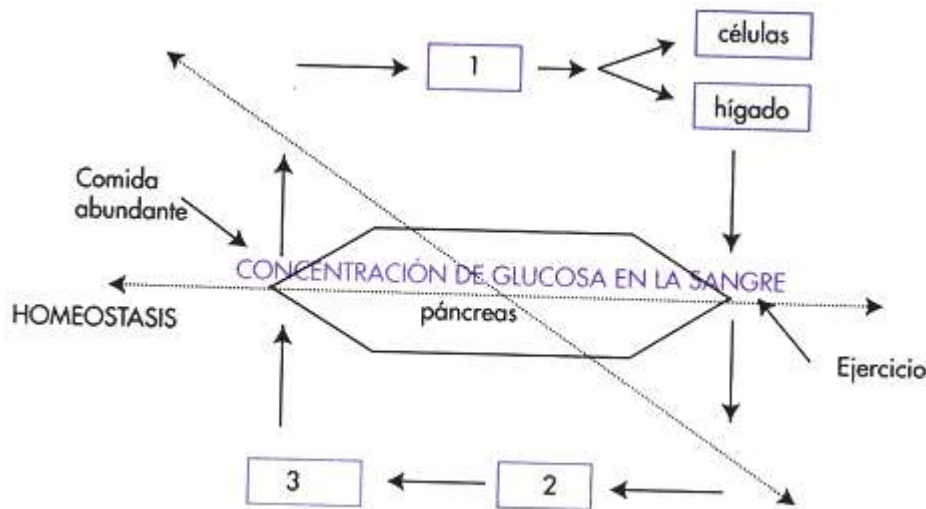 células
1
hígado
Comida
abundante
CONCENTRACIÓN DE GLUCOSA EN LA SANGRE
HOMEOSTASIS
páncreas
Ejercicio
3
2